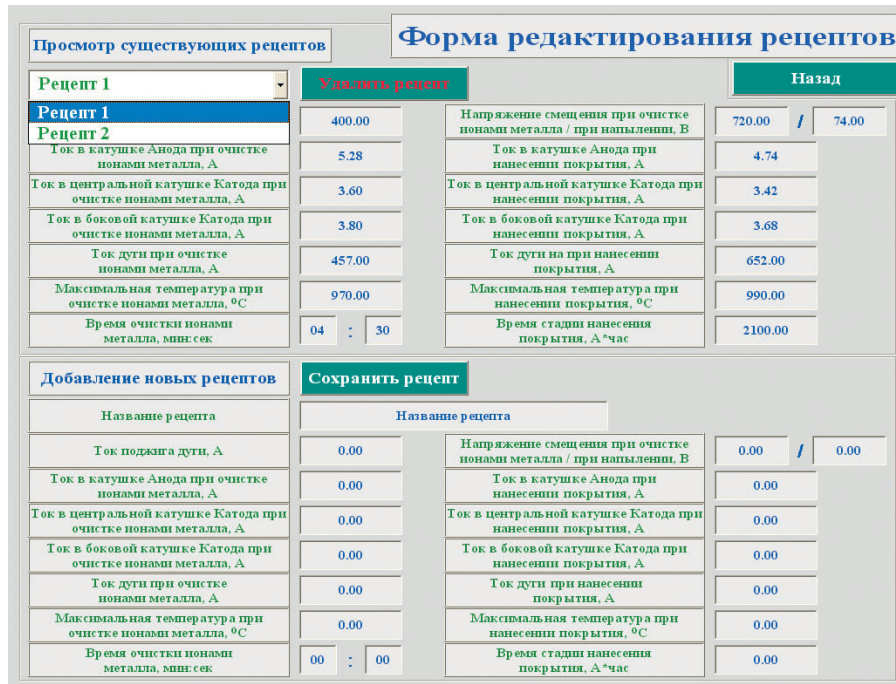 Форма редактирования рецептов
Просмотр существующих рецептов
Рецепт 1
Удалить рецепт
Назад
Рецепт 1
Рецепт 2
400.00
Напряжение смещения при очистке
ионами металла / при напылении, В
720.00 / 74.00
Ток в катушке Анода при очистке
ионами металла, А
5.28
Ток в катушке Анода при
нанесении покрытия, А
4.74
Ток в центральной катушке Катода при
очистке ионами металла, А
3.60
Ток в центральной катушке Катода при
нанесении покрытия, А
3.42
Ток в боковой катушке Катода при
очистке ионами металла, А
3.80
Ток в боковой катушке Катода при
нанесении покрытия, А
3.68
Ток дуги при очистке
ионами металла, А
457.00
Ток дуги на при нанесении
покрытия, А
652.00
Максимальная температура при
очистке ионами металла, ⁰С
970.00
Максимальная температура при
нанесении покрытия, ⁰С
990.00
Время очистки ионами
металла, мин:сек
04 : 30
Время стадии нанесения
покрытия, А*час
2100.00
Добавление новых рецептов
Сохранить рецепт
Название рецепта
Название рецепта
Ток поджига дуги, А
0.00
Напряжение смещения при очистке
ионами металла / при напылении, В
0.00 / 0.00
Ток в катушке Анода при очистке
ионами металла, А
0.00
Ток в катушке Анода при
нанесении покрытия, А
0.00
Ток в центральной катушке Катода при
очистке ионами металла, А
0.00
Ток в центральной катушке Катода при
нанесении покрытия, А
0.00
Ток в боковой катушке Катода при
очистке ионами металла, А
0.00
Ток в боковой катушке Катода при
нанесении покрытия, А
0.00
Ток дуги при очистке
ионами металла, А
0.00
Ток дуги при нанесении
покрытия, А
0.00
Максимальная температура при
очистке ионами металла, ⁰С
0.00
Максимальная температура при
нанесении покрытия, ⁰С
0.00
Время очистки ионами
металла, мин:сек
00 : 00
Время стадии нанесения
покрытия, А*час
0.00